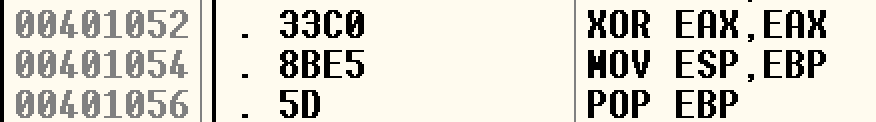 00401052 . 33C0 XOR EAX,EAX
00401054 . 8BE5 MOV ESP,EBP
00401056 . 5D POP EBP